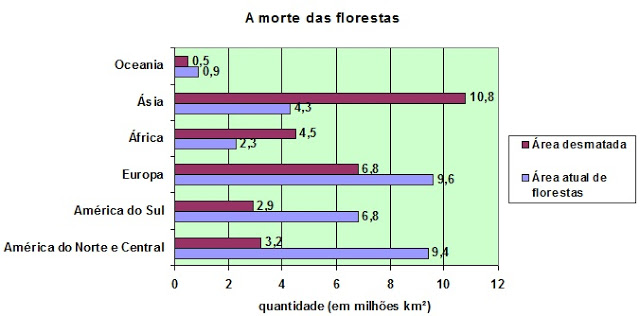 A morte das florestas
Oceania
0,5
0,9
Ásia
10,8
4,3
África
4,5
2,3
Europa
6,8
9,6
América do Sul
2,9
6,8
América do Norte e Central
3,2
9,4
0 2 4 6 8 10 12
quantidade (em milhões km²)
Área desmatada
Área atual de
florestas